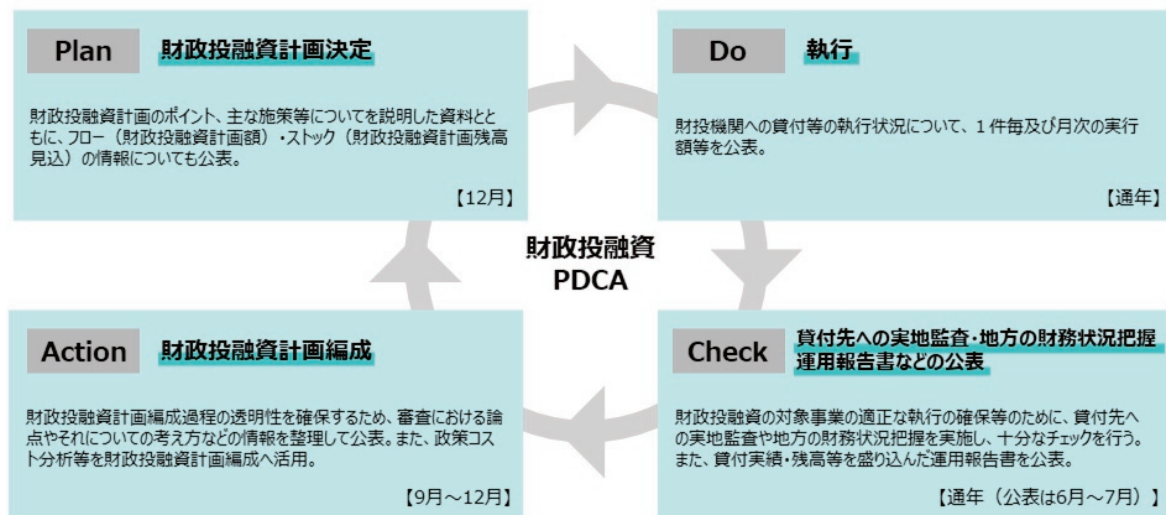 Plan
財政投融資計画決定
財政投融資計画のポイント、主な施策等についてを説明した資料とと
もに、フロー（財政投融資計画額）・ストック（財政投融資計画残高
見込）の情報についても公表。
【12月】
Do
執行
財投機関への貸付等の執行状況について、１件毎及び月次の実行
額等を公表。
【通年】
財政投融資
PDCA
Action
財政投融資計画編成
財政投融資計画編成過程の透明性を確保するため、審査における論
点やそれについての考え方などの情報を整理して公表。また、政策コス
ト分析等を財政投融資計画編成へ活用。
【9月～12月】
Check
貸付先への実地監査・地方の財務状況把握
運用報告書などの公表
財政投融資の対象事業の適正な執行の確保等のために、貸付先へ
の実地監査や地方の財務状況把握を実施し、十分なチェックを行う。
また、貸付実績・残高等を盛り込んだ運用報告書を公表。
【通年（公表は6月～7月）】